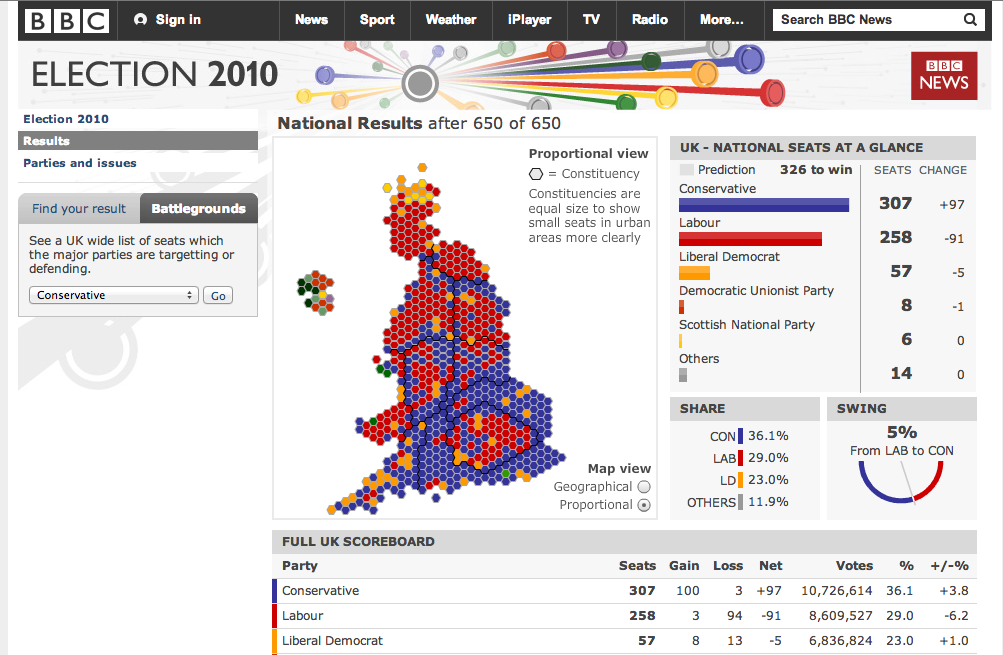 BBC Sign in News Sport Weather iPlayer TV Radio More... Search BBC News
ELECTION 2010
BBC
NEWS
Election 2010
Results
Parties and issues
Find your result Battlegrounds
See a UK wide list of seats which
the major parties are targetting or
defending.
Conservative Go
National Results after 650 of 650
Proportional view
= Constituency
Constituencies are
equal size to show
small seats in urban
areas more clearly
Map view
Geographical
Proportional
UK - NATIONAL SEATS AT A GLANCE
Prediction 326 to win SEATS CHANGE
Conservative
307 +97
Labour
258 -91
Liberal Democrat
57 -5
Democratic Unionist Party
8 -1
Scottish National Party
6 0
Others
14 0
SHARE
CON 36.1%
LAB 29.0%
LD 23.0%
OTHERS 11.9%
SWING
5%
From LAB to CON
FULL UK SCOREBOARD
Party Seats Gain Loss Net Votes % +/-%
Conservative 307 100 3 +97 10,726,614 36.1 +3.8
Labour 258 3 94 -91 8,609,527 29.0 -6.2
Liberal Democrat 57 8 13 -5 6,836,824 23.0 +1.0